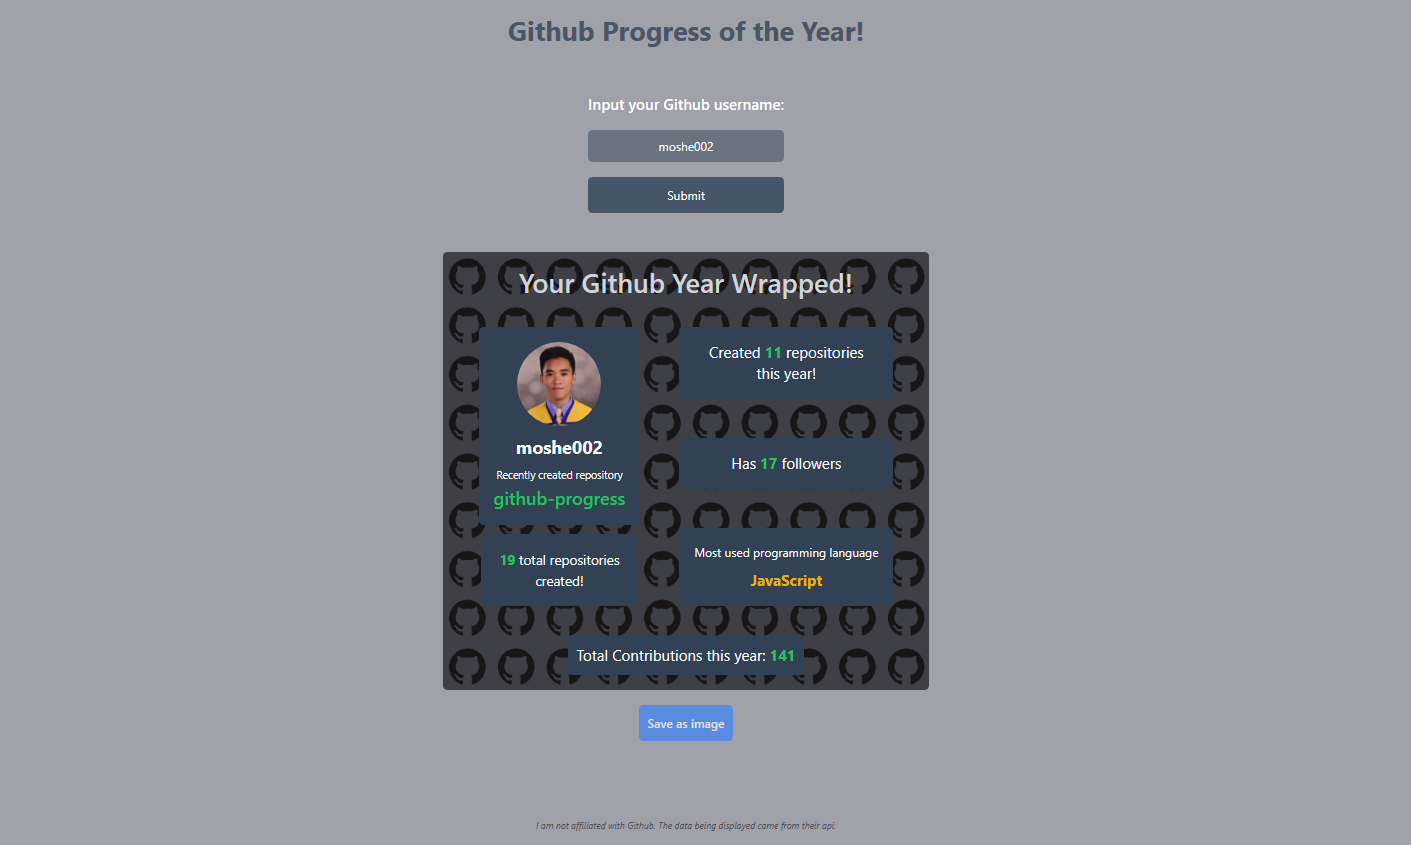 Github Progress of the Year!
Input your Github username:
moshe002
Submit
Your Github Year Wrapped!
moshe002
Recently created repository
github-progress
19 total repositories
created!
Created 11 repositories
this year!
Has 17 followers
Most used programming language
JavaScript
Total Contributions this year: 141
Save as image
I am not affiliated with Github. The data being displayed came from their api.